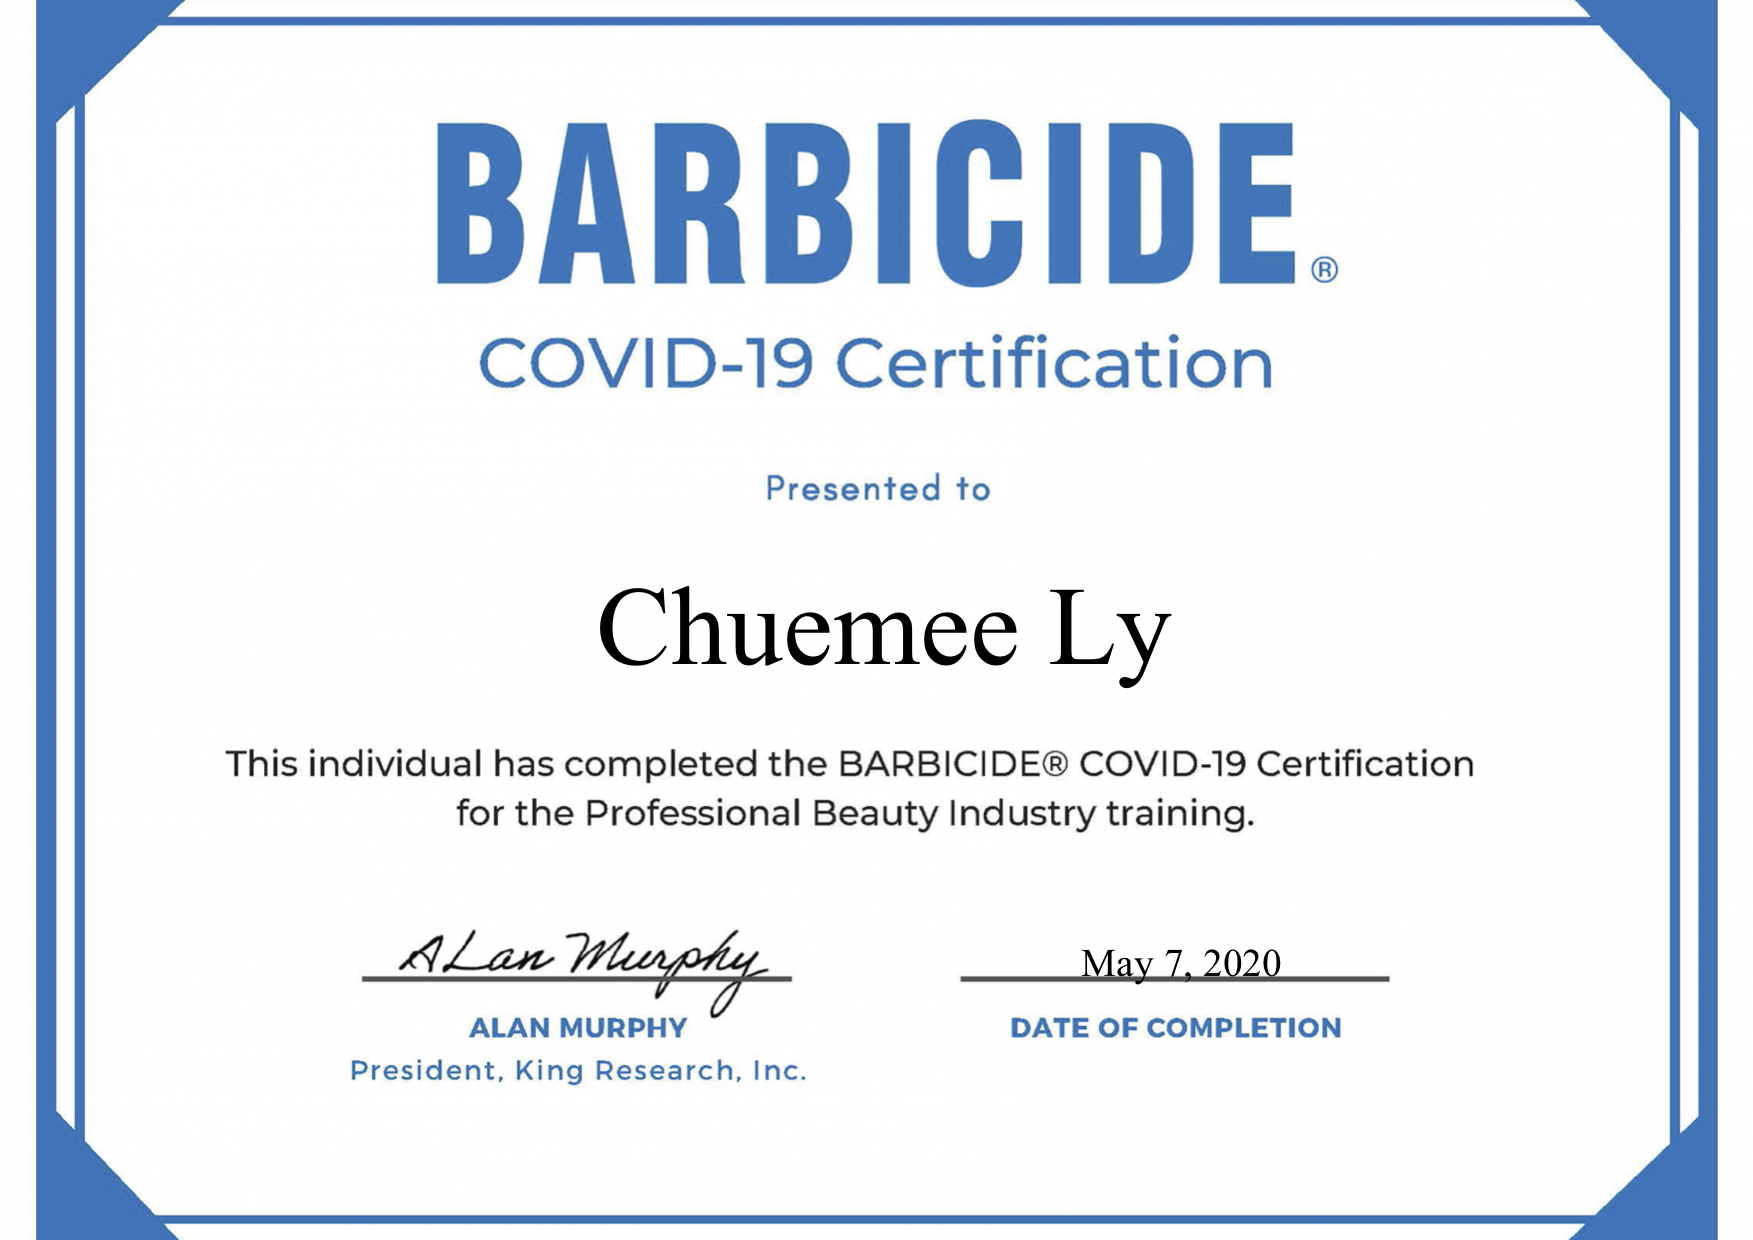 BARBICIDE®
COVID-19 Certification
Presented to
Chuemee Ly
This individual has completed the BARBICIDE® COVID-19 Certification
for the Professional Beauty Industry training.
ALan Murphy
May 7, 2020
ALAN MURPHY
DATE OF COMPLETION
President, King Research, Inc.